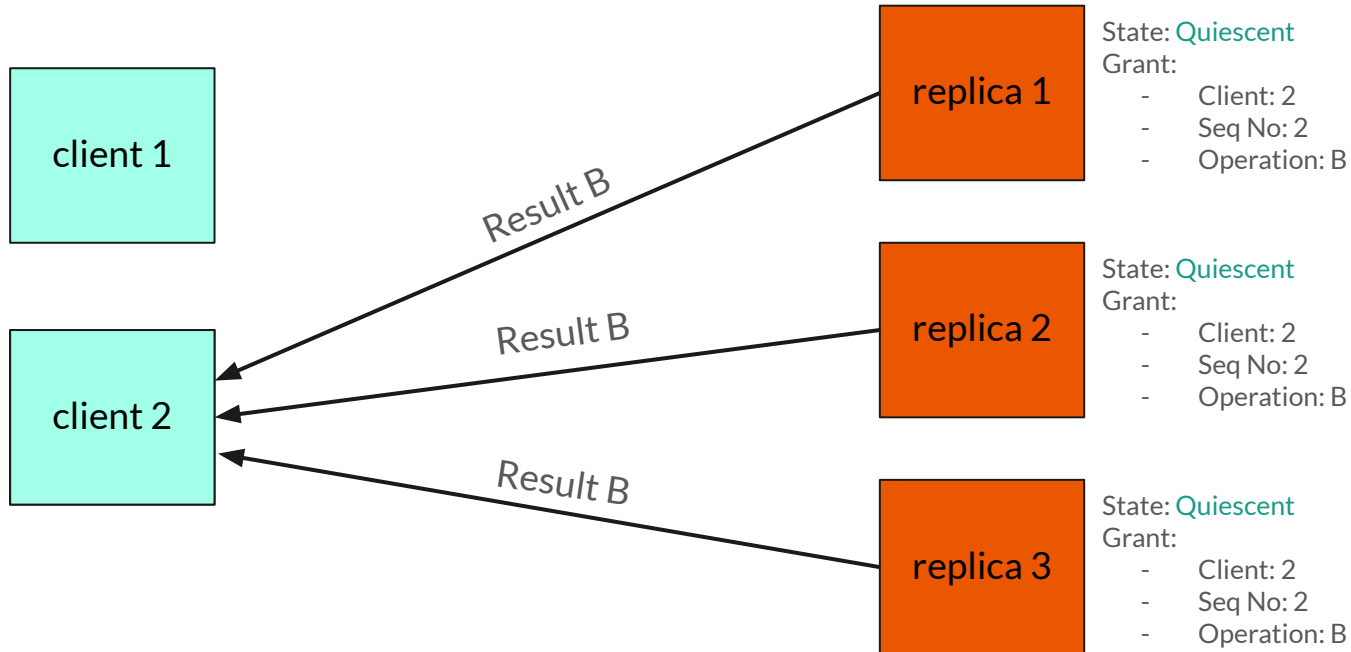 client 1
client 2
Result B
Result B
Result B
replica 1
State: Quiescent
Grant:
- Client: 2
- Seq No: 2
- Operation: B
replica 2
State: Quiescent
Grant:
- Client: 2
- Seq No: 2
- Operation: B
replica 3
State: Quiescent
Grant:
- Client: 2
- Seq No: 2
- Operation: B